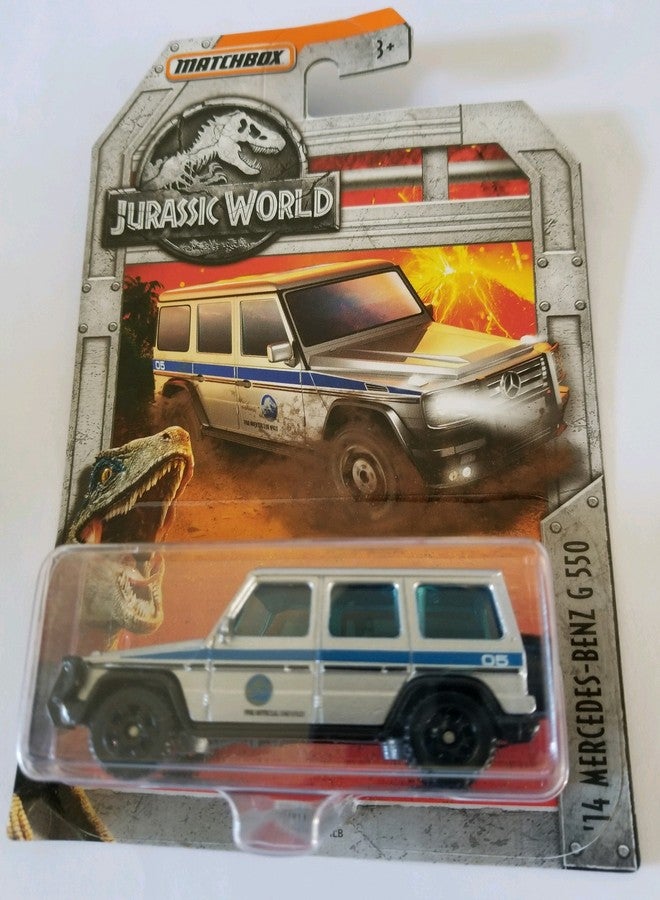 MATCHBOX
3+
JURASSIC WORLD
05
05
'14 MERCEDES-BENZ G 550